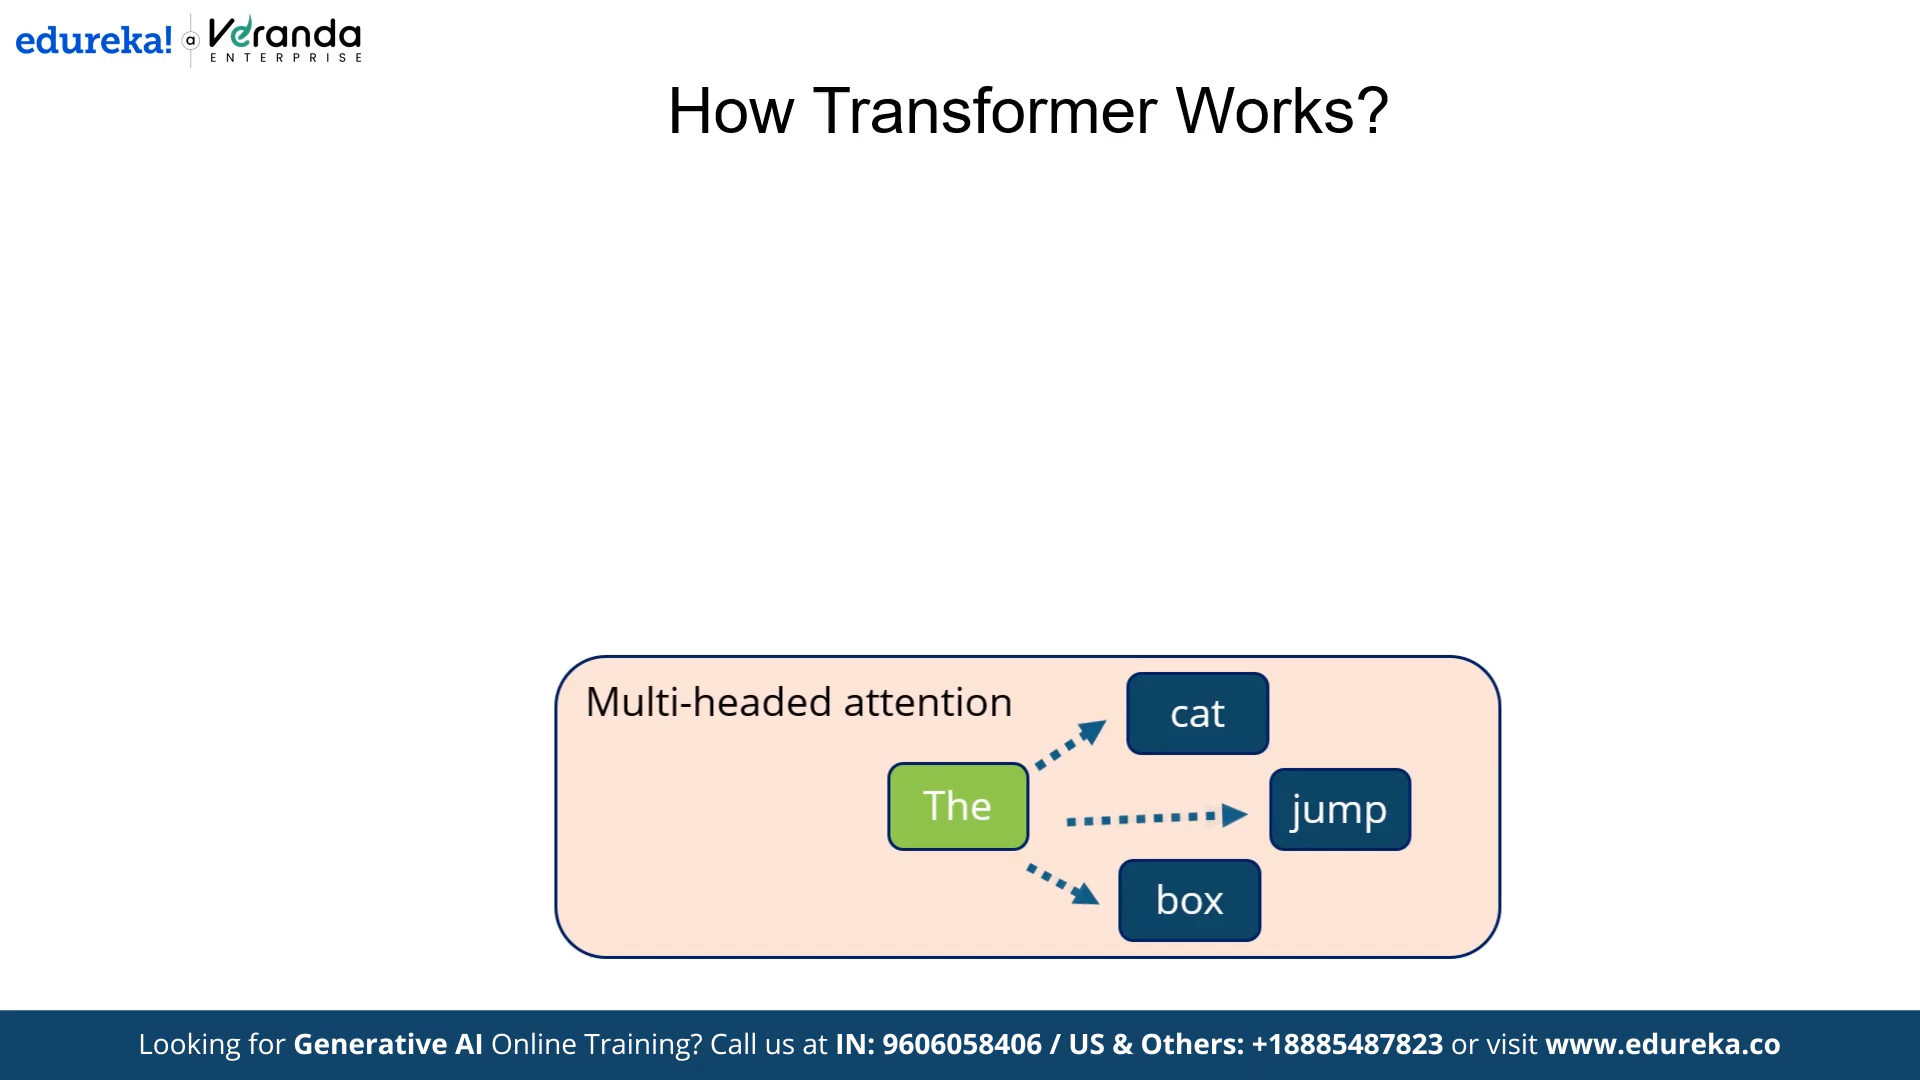 edureka! a Veranda
ENTERPRISE
How Transformer Works?
Multi-headed attention
cat
The
jump
box
Looking for Generative AI Online Training? Call us at IN: 9606058406 / US & Others: +18885487823 or visit www.edureka.co